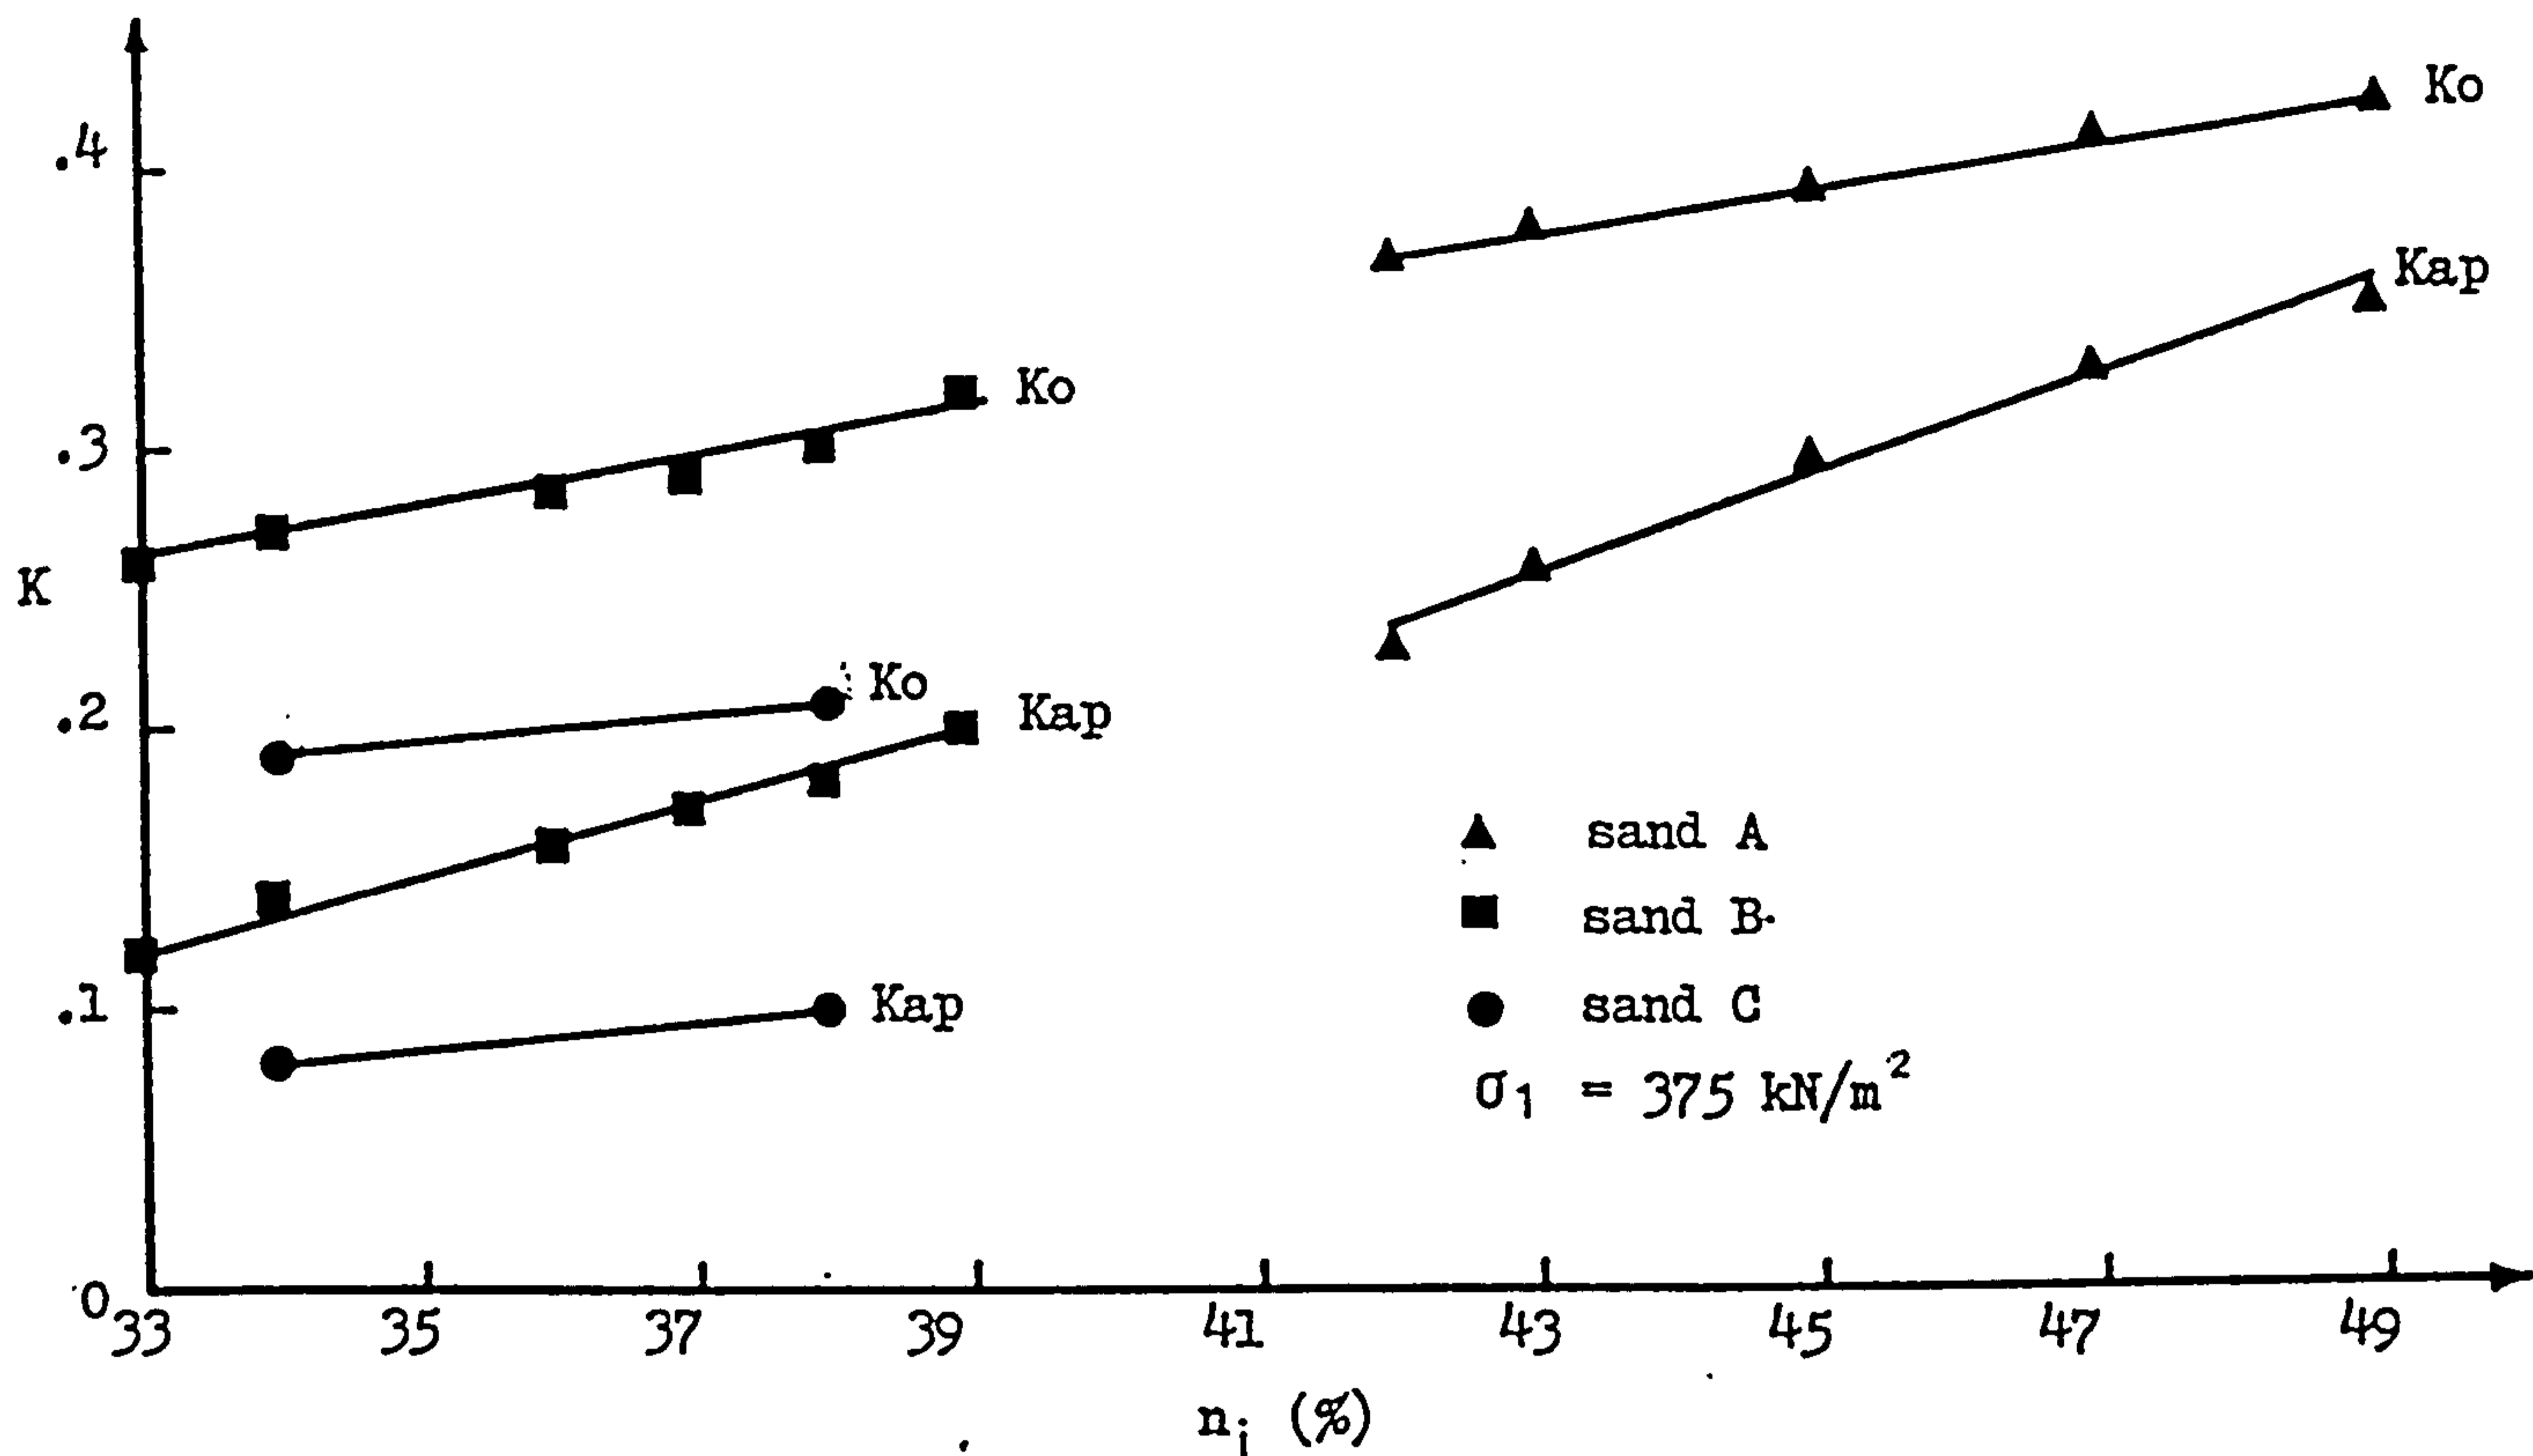 Ko
.4
Kap
Ko
.3
K
Ko
.2
Kap
sand A
sand B
.1
Kap
sand C
σ1 = 375 kN/m²
0
33 35 37 39 41 43 45 47 49
ni (%)